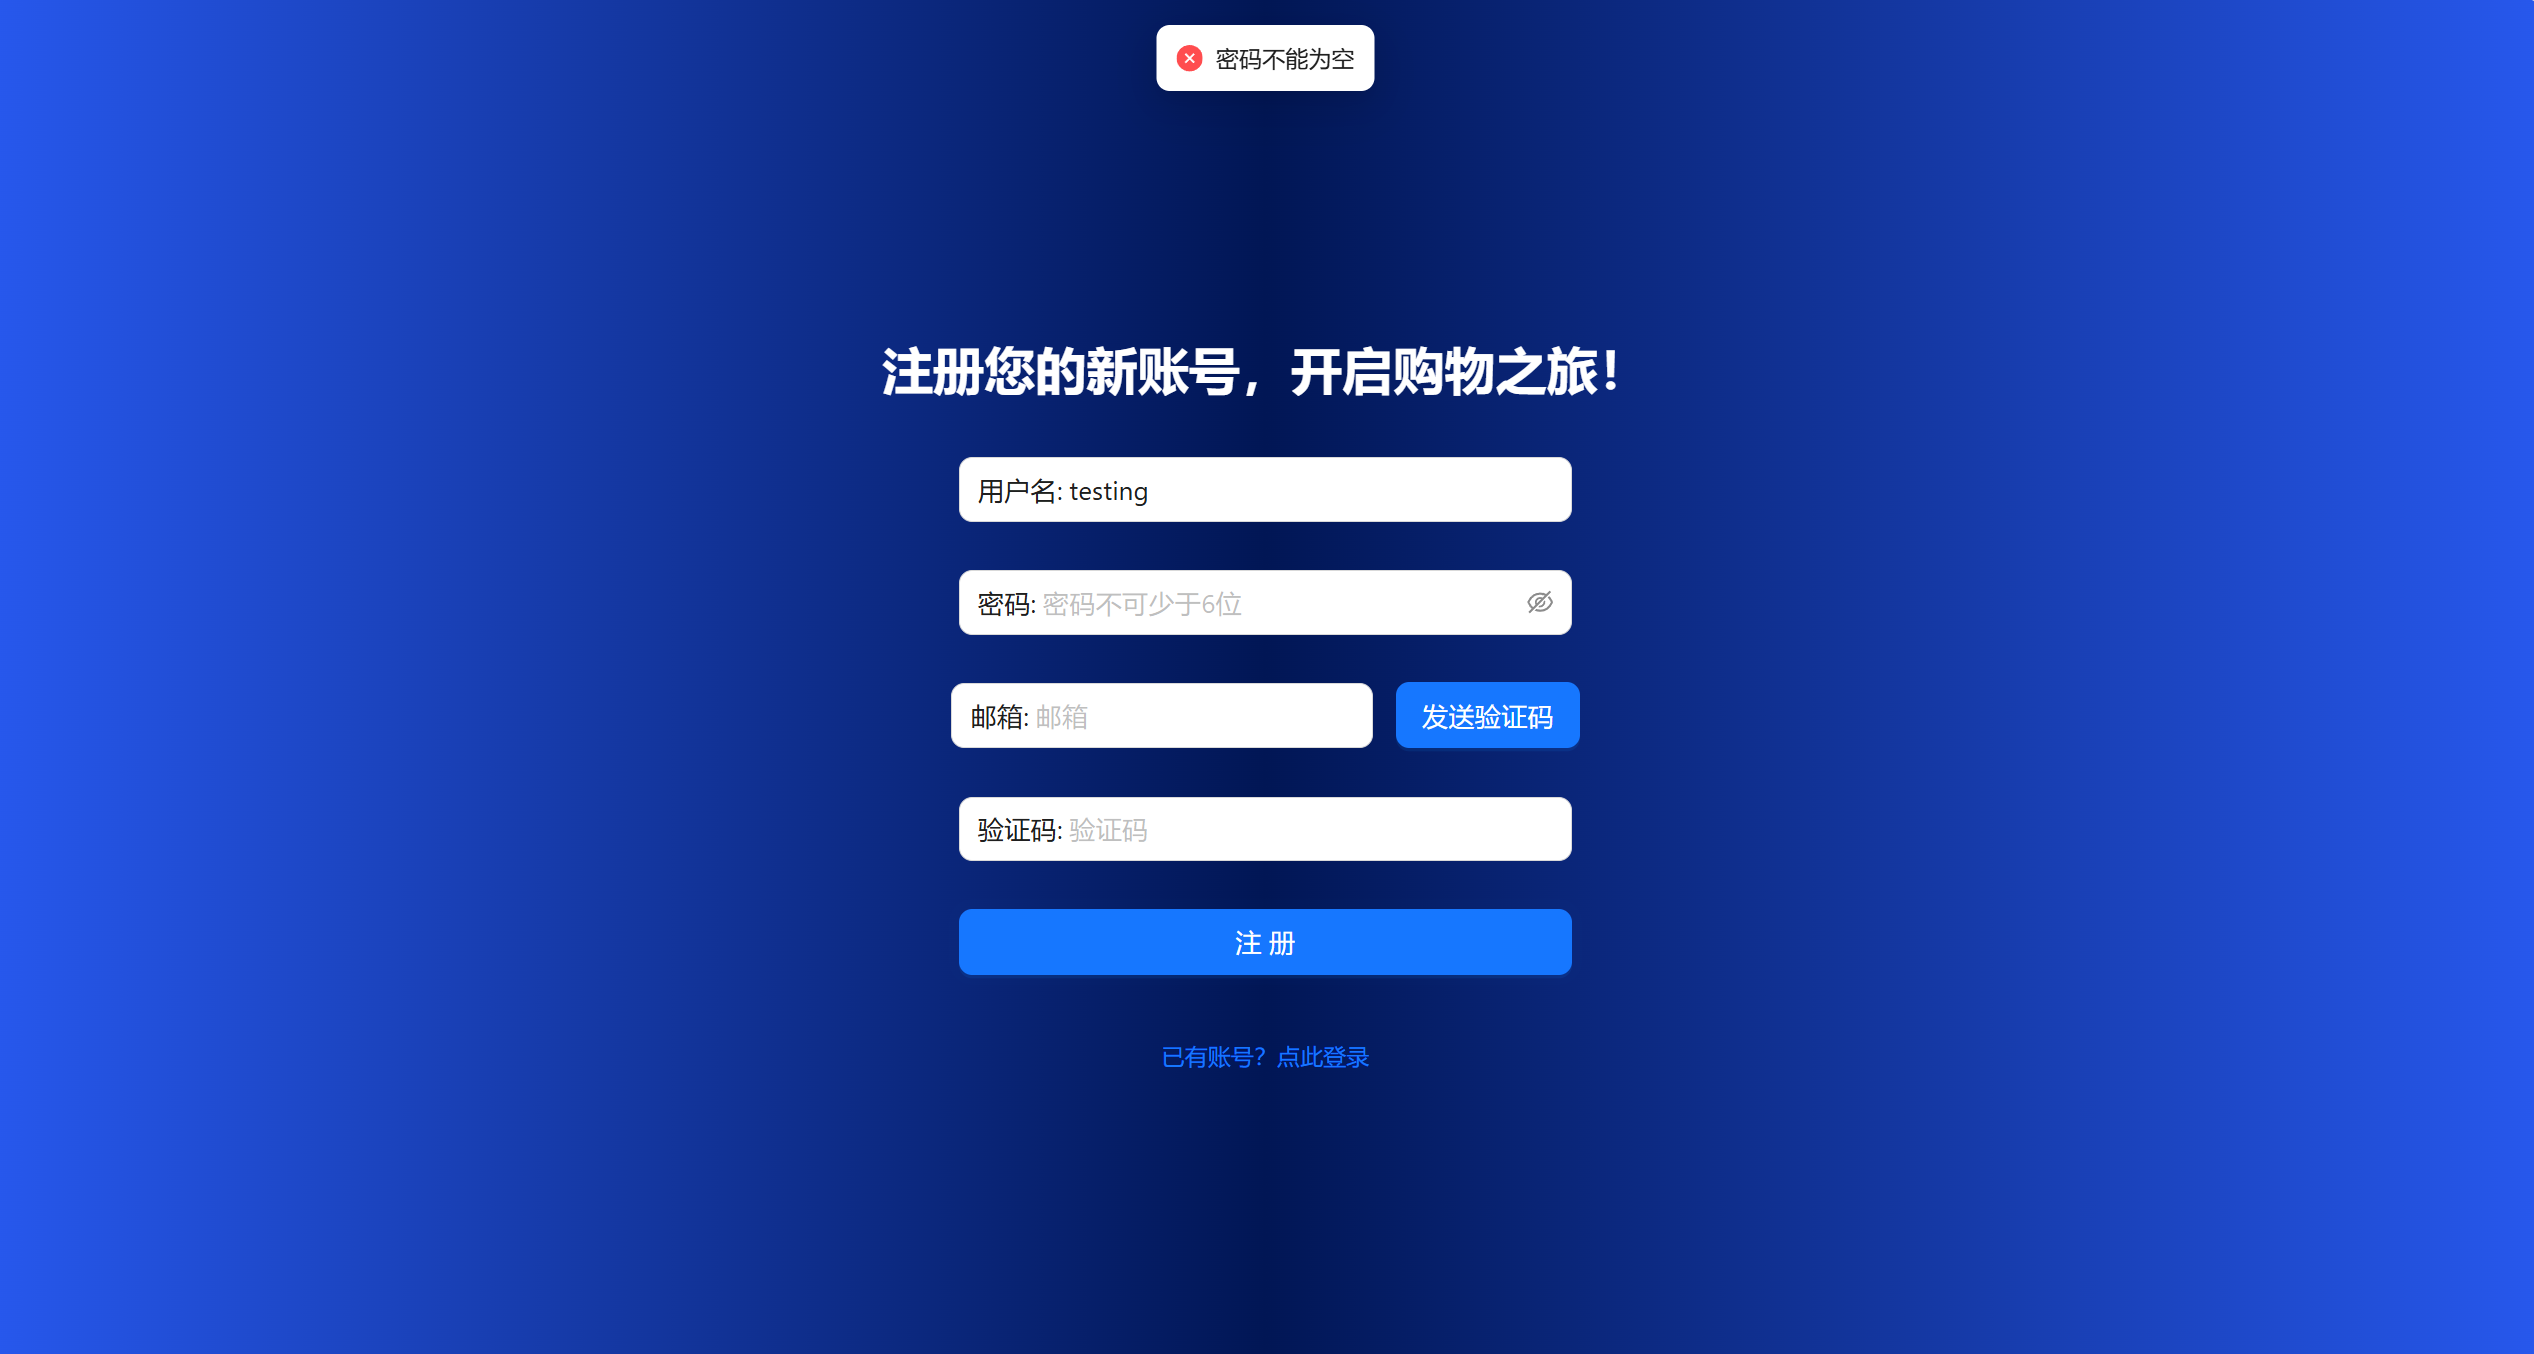 密码不能为空
注册您的新账号，开启购物之旅！
用户名: testing
密码: 密码不可少于6位
邮箱: 邮箱
发送验证码
验证码: 验证码
注 册
已有账号？点此登录